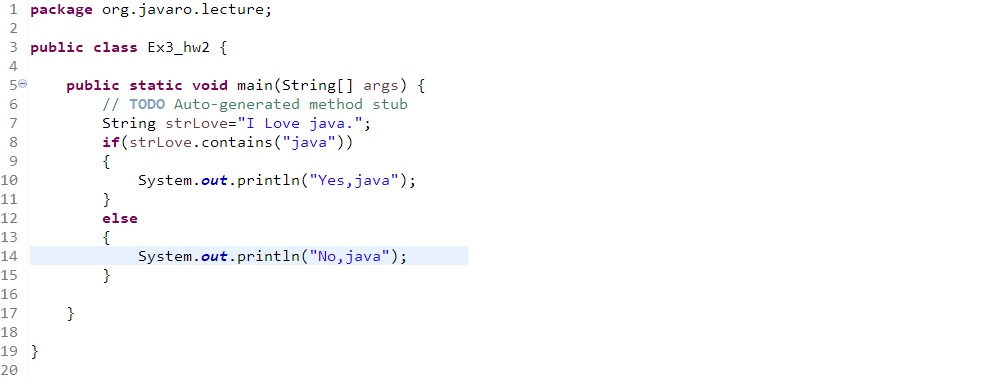 1 package org.javaro.lecture;
2
3 public class Ex3_hw2 {
4
5 public static void main(String[] args) {
6 // TODO Auto-generated method stub
7 String strLove="I Love java.";
8 if(strLove.contains("java"))
9 {
10 System.out.println("Yes,java");
11 }
12 else
13 {
14 System.out.println("No,java");
15 }
16
17 }
18
19 }
20